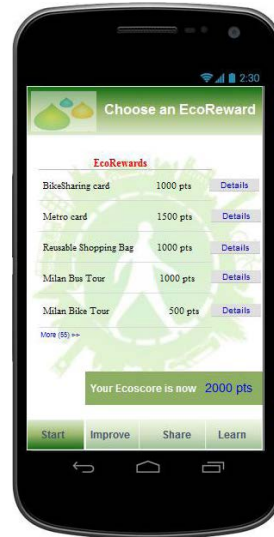 2:30
Choose an EcoReward
EcoRewards
BikeSharing card 1000 pts Details
Metro card 1500 pts Details
Reusable Shopping Bag 1000 pts Details
Milan Bus Tour 1000 pts Details
Milan Bike Tour 500 pts Details
More (55) »»
Your Ecoscore is now 2000 pts
Start Improve Share Learn